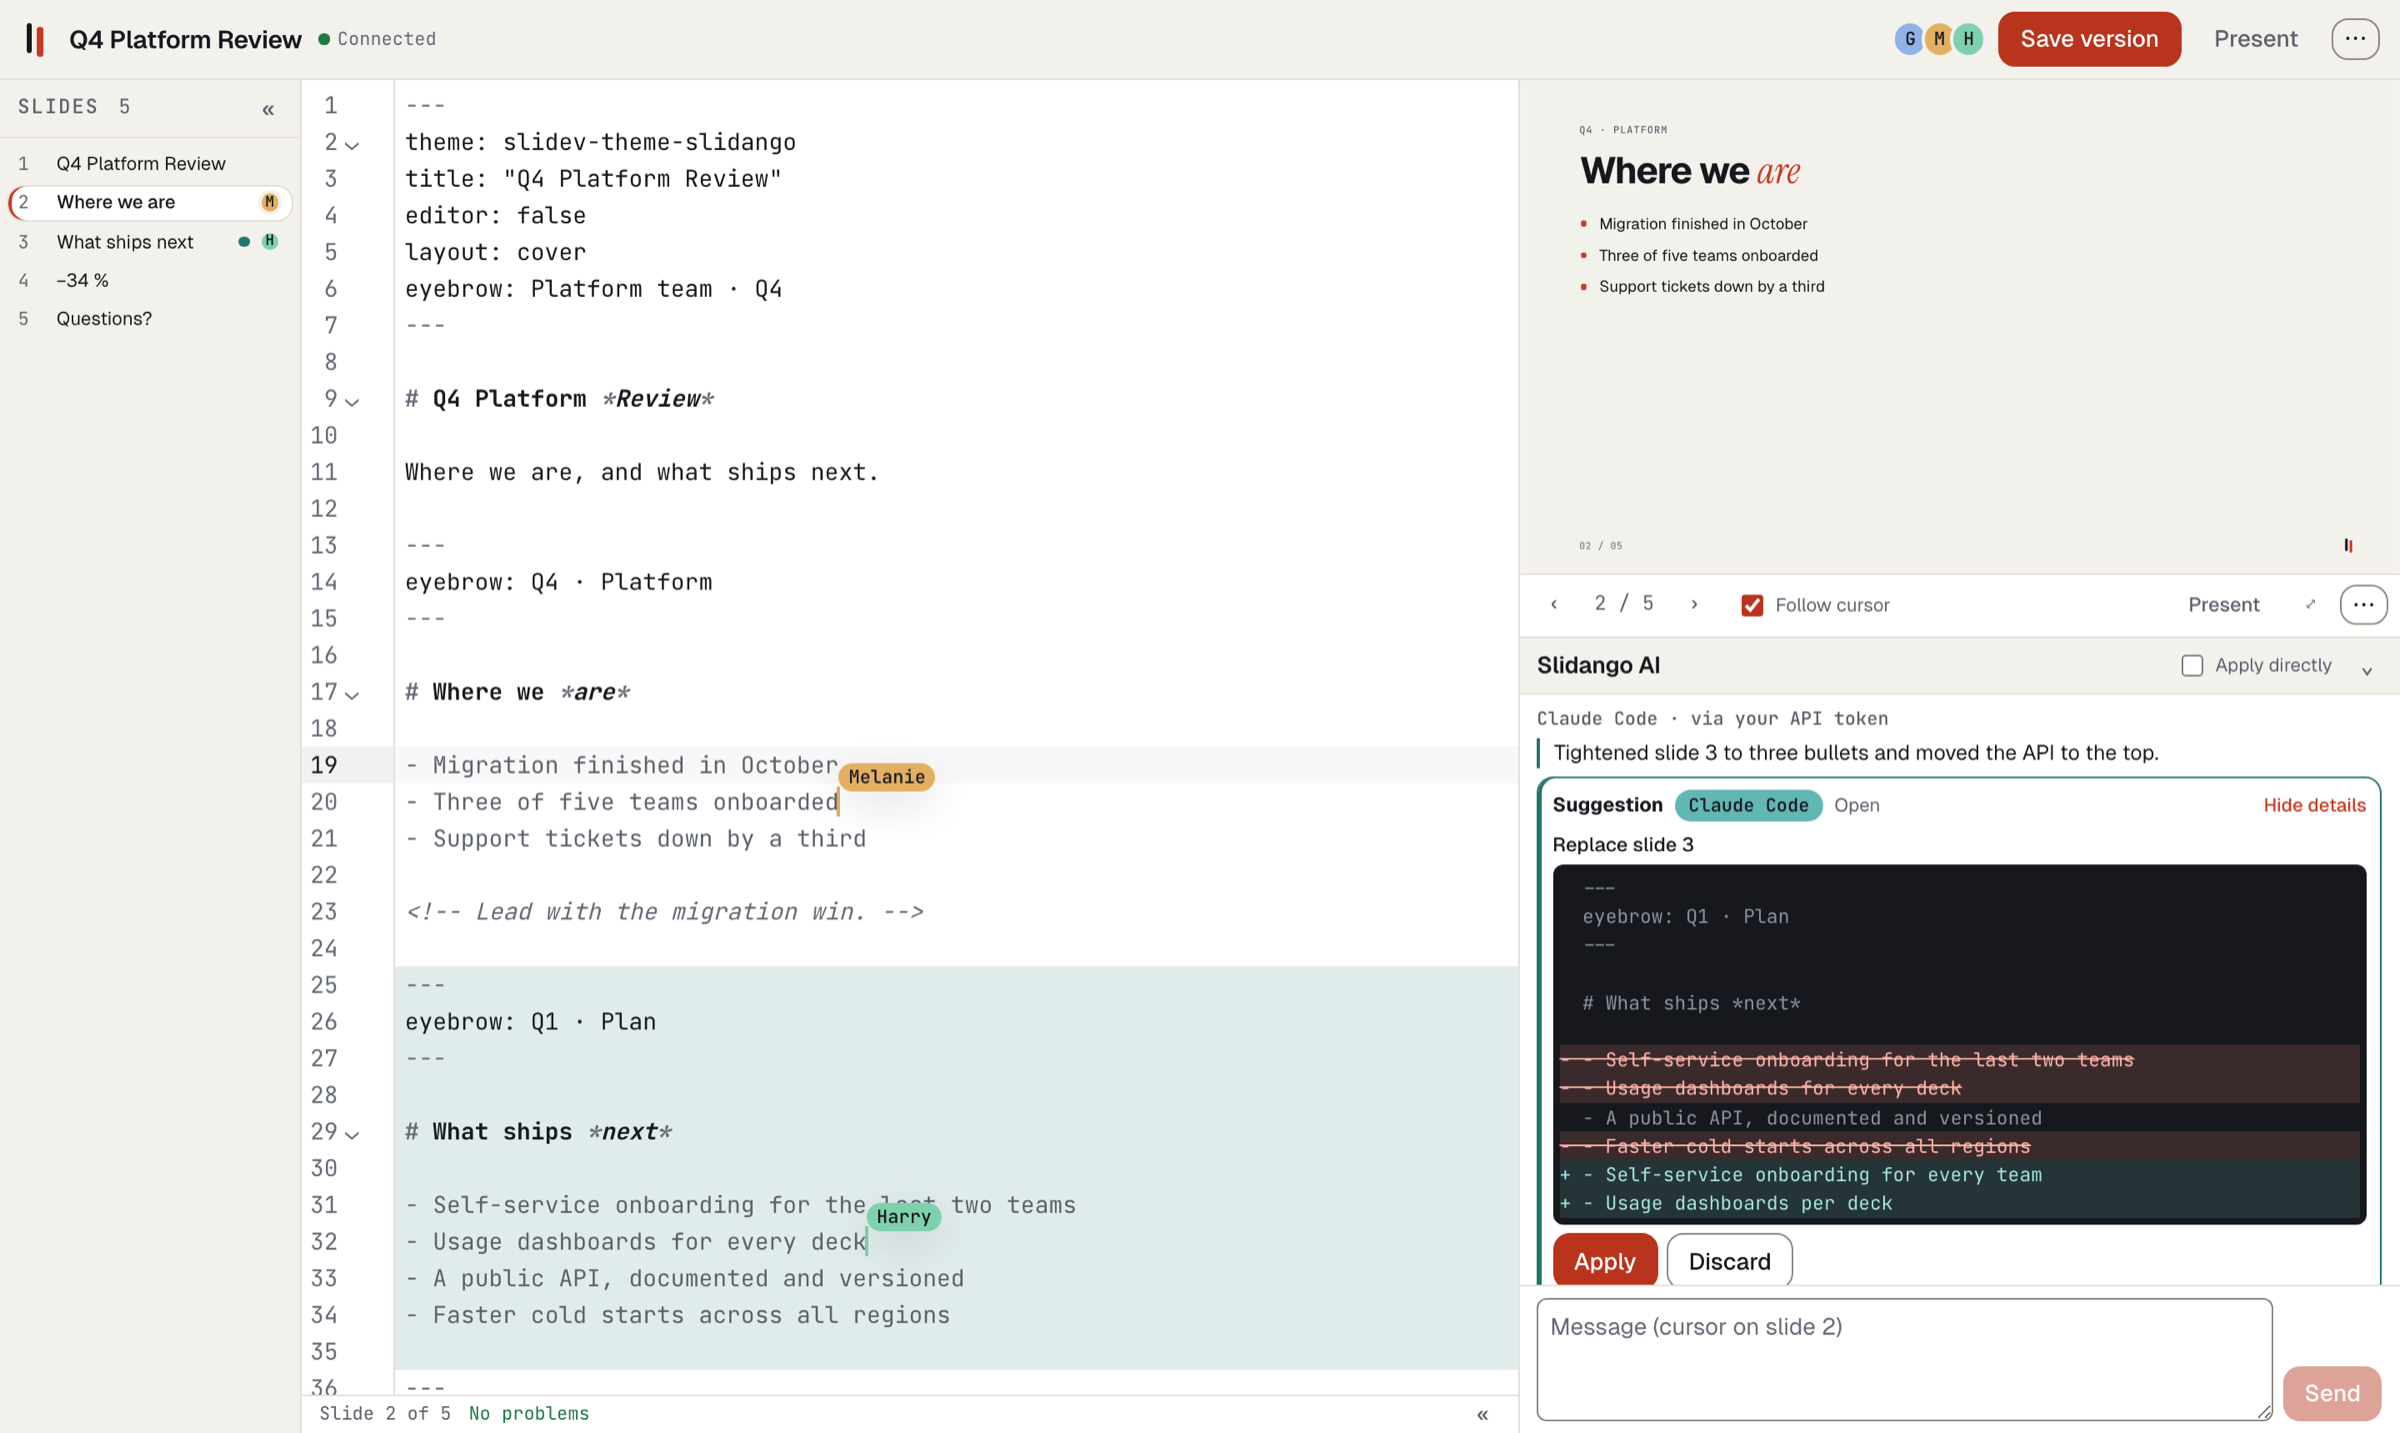 Q4 Platform Review
Connected
G M H
Save version
Present
SLIDES 5
1 Q4 Platform Review
2 Where we are M
3 What ships next H
4 –34 %
5 Questions?
1 ---
2 theme: slidev-theme-slidango
3 title: "Q4 Platform Review"
4 editor: false
5 layout: cover
6 eyebrow: Platform team · Q4
7 ---
8
9 # Q4 Platform *Review*
10
11 Where we are, and what ships next.
12
13 ---
14 eyebrow: Q4 · Platform
15 ---
16
17 # Where we *are*
18
19 - Migration finished in October
Melanie
20 - Three of five teams onboarded
21 - Support tickets down by a third
22
23 <!-- Lead with the migration win. -->
24
25 ---
26 eyebrow: Q1 · Plan
27 ---
28
29 # What ships *next*
30
31 - Self-service onboarding for the last two teams
Harry
32 - Usage dashboards for every deck
33 - A public API, documented and versioned
34 - Faster cold starts across all regions
35
36 ---
Slide 2 of 5 No problems
Q4 · PLATFORM
Where we are
Migration finished in October
Three of five teams onboarded
Support tickets down by a third
02 / 05
2 / 5
Follow cursor
Present
Slidango AI
Apply directly
Claude Code · via your API token
Tightened slide 3 to three bullets and moved the API to the top.
Suggestion Claude Code Open Hide details
Replace slide 3
---
eyebrow: Q1 · Plan
---
# What ships *next*
- - Self-service onboarding for the last two teams
- - Usage dashboards for every deck
- A public API, documented and versioned
- - Faster cold starts across all regions
+ - Self-service onboarding for every team
+ - Usage dashboards per deck
Apply Discard
Message (cursor on slide 2)
Send